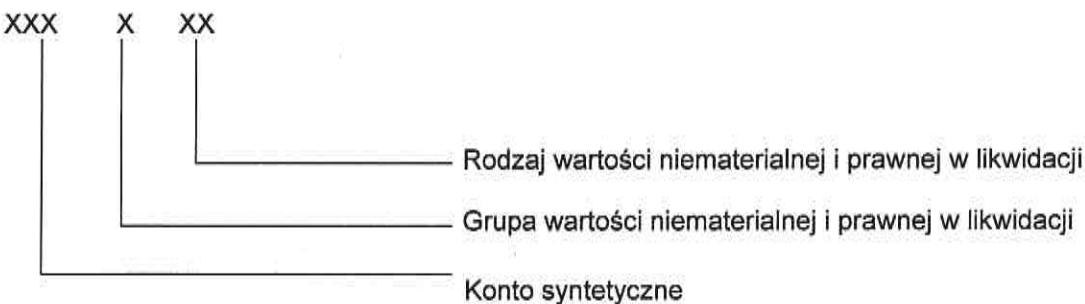 XXX X XX
Rodzaj wartości niematerialnej i prawnej w likwidacji
Grupa wartości niematerialnej i prawnej w likwidacji
Konto syntetyczne